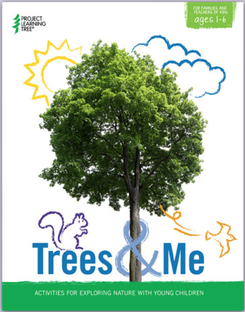 PROJECT
LEARNING
TREE®
FOR FAMILIES AND
TEACHERS OF KIDS
ages 1-6
Trees & Me
ACTIVITIES FOR EXPLORING NATURE WITH YOUNG CHILDREN